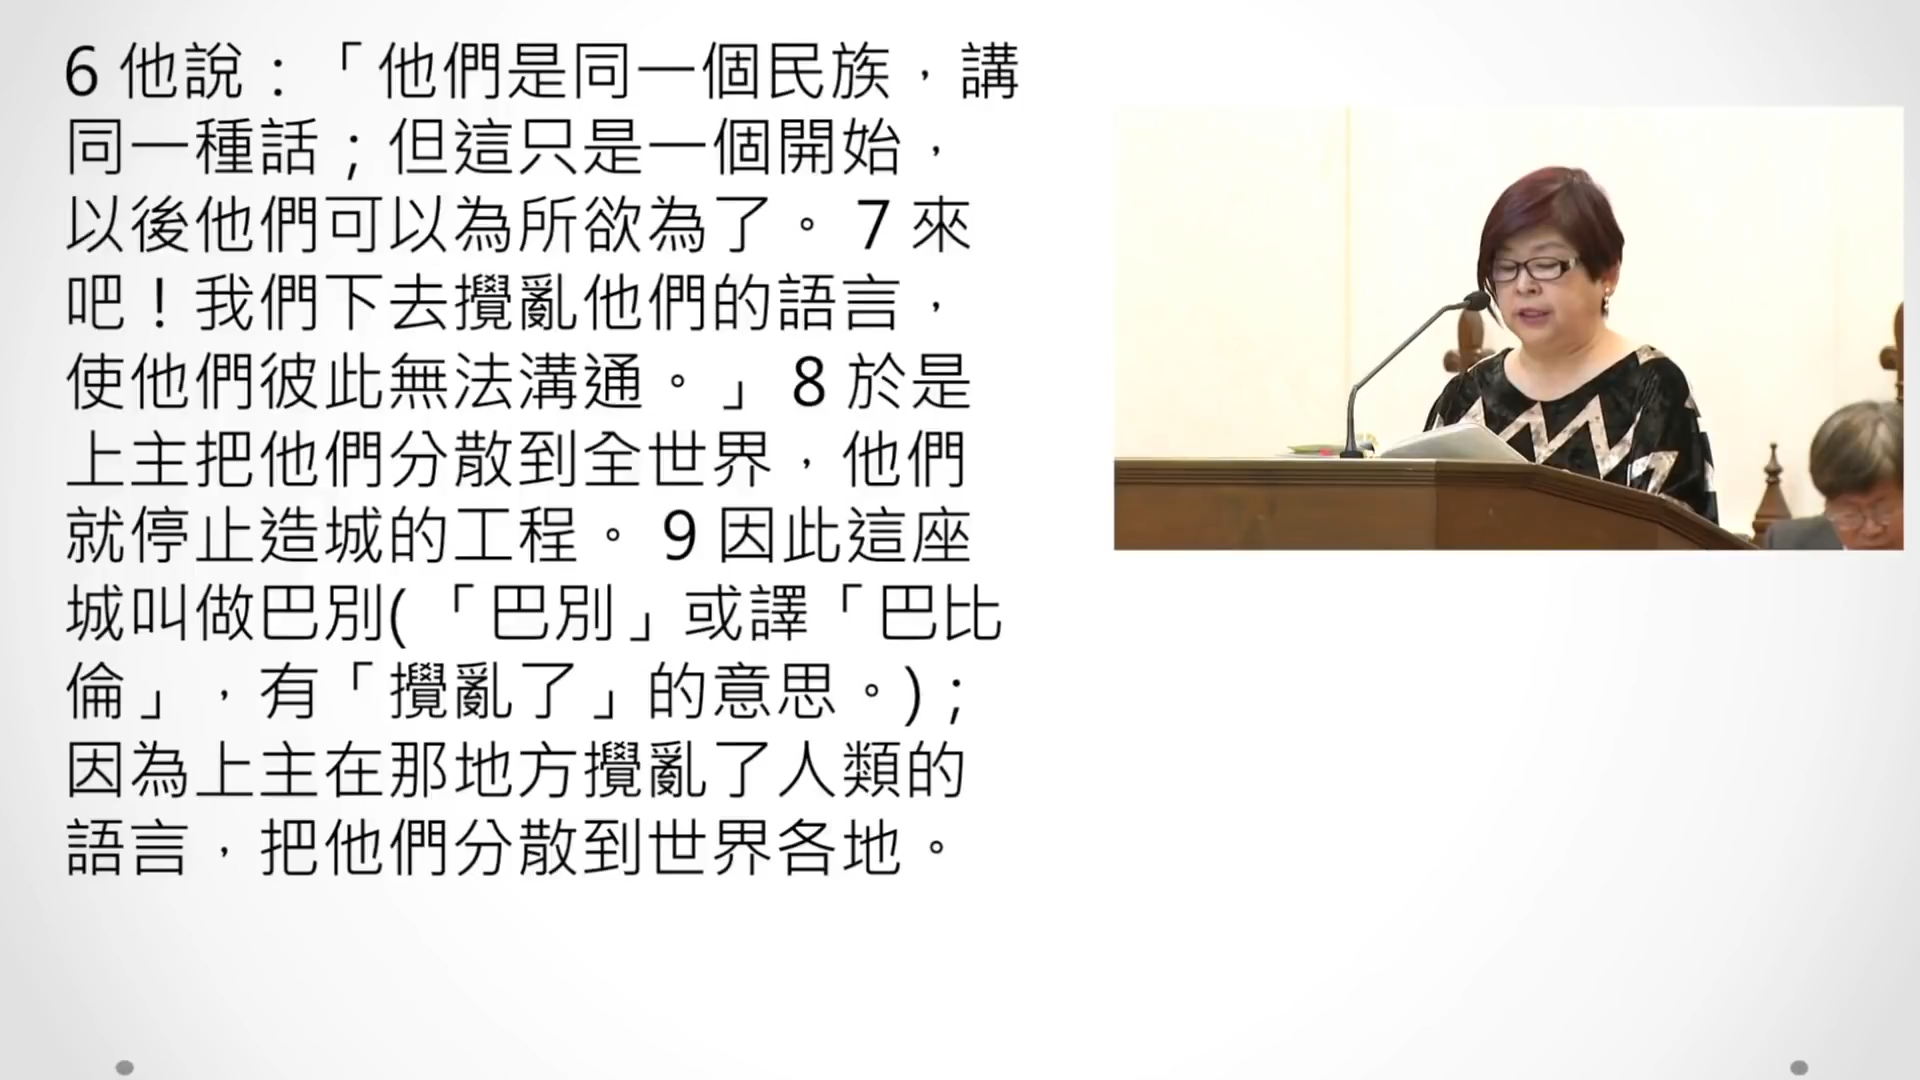 6 他說：「他們是同一個民族，講
同一種話；但這只是一個開始，
以後他們可以為所欲為了。 7 來
吧！我們下去攪亂他們的語言，
使他們彼此無法溝通。」 8 於是
上主把他們分散到全世界，他們
就停止造城的工程。 9 因此這座
城叫做巴別(「巴別」或譯「巴比
倫」，有「攪亂了」的意思。)；
因為上主在那地方攪亂了人類的
語言，把他們分散到世界各地。